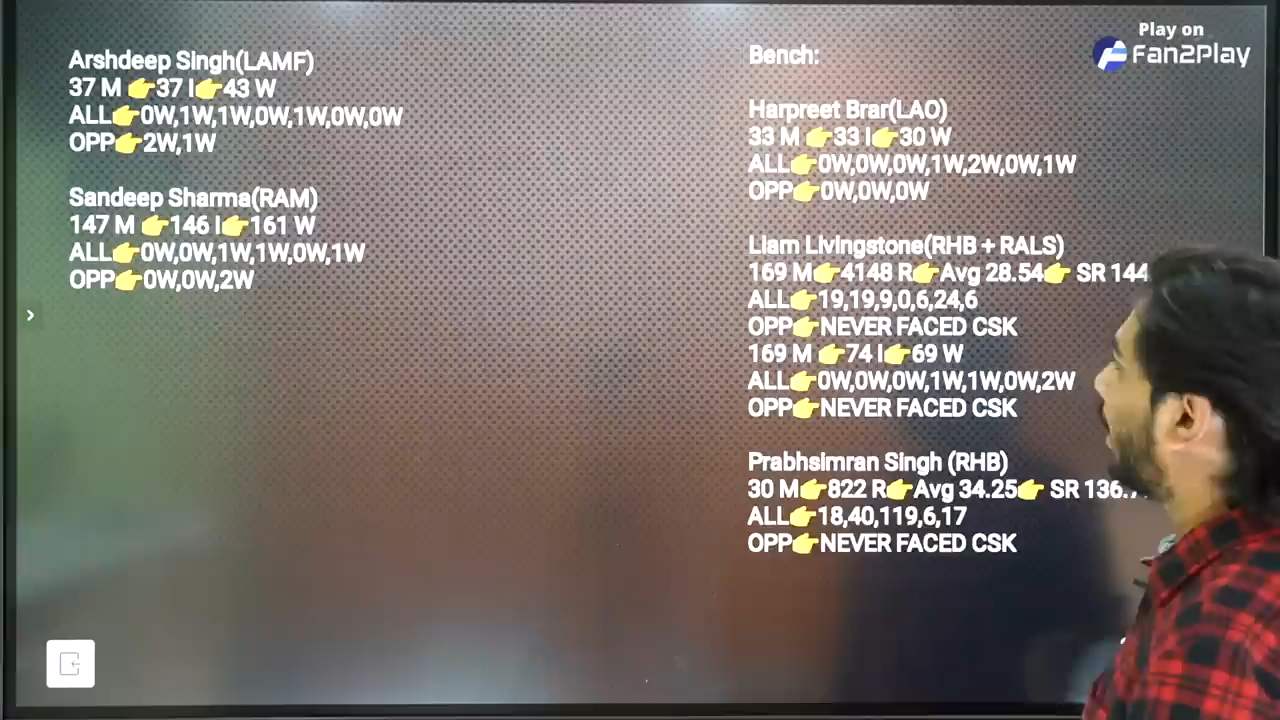 Arshdeep Singh(LAMF)
37 M 👉37 I👉43 W
ALL👉0W,1W,1W,0W,1W,0W,0W
OPP👉2W,1W
Sandeep Sharma(RAM)
147 M 👉146 I👉161 W
ALL👉0W,0W,1W,1W,0W,1W
OPP👉0W,0W,2W
Bench:
Harpreet Brar(LAO)
33 M 👉33 I👉30 W
ALL👉0W,0W,0W,1W,2W,0W,1W
OPP👉0W,0W,0W
Liam Livingstone(RHB + RALS)
169 M👉4148 R👉Avg 28.54👉 SR 144
ALL👉19,19,9,0,6,24,6
OPP👉NEVER FACED CSK
169 M 👉74 I👉69 W
ALL👉0W,0W,0W,1W,1W,0W,2W
OPP👉NEVER FACED CSK
Prabhsimran Singh (RHB)
30 M👉822 R👉Avg 34.25👉 SR 136.7
ALL👉18,40,119,6,17
OPP👉NEVER FACED CSK
Play on
Fan2Play